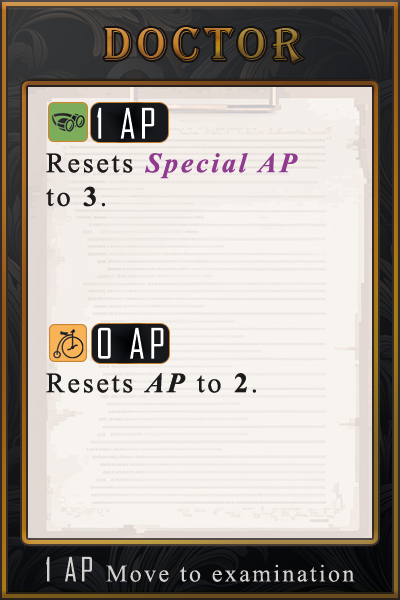 DOCTOR
1 AP
Resets Special AP
to 3.
0 AP
Resets AP to 2.
1 AP Move to examination